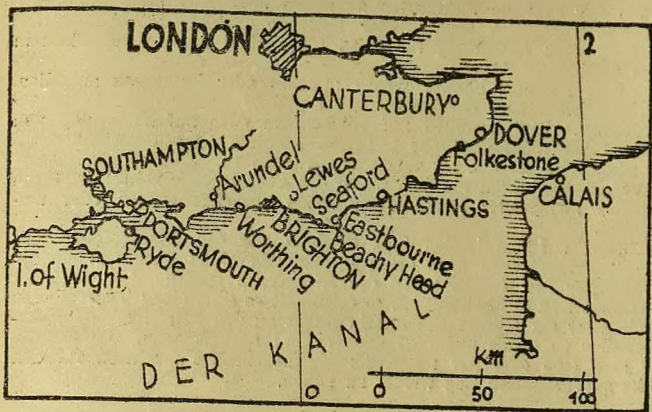 LONDON
2
CANTERBURY
DOVER
Folkestone
SOUTHAMPTON
Arundel
Lewes
Seaford
HASTINGS
CALAIS
PORTSMOUTH
Ryde
Worthing
BRIGHTON
Eastbourne
Beachy Head
I. of Wight
DER KANAL
Km
0
0 50 100